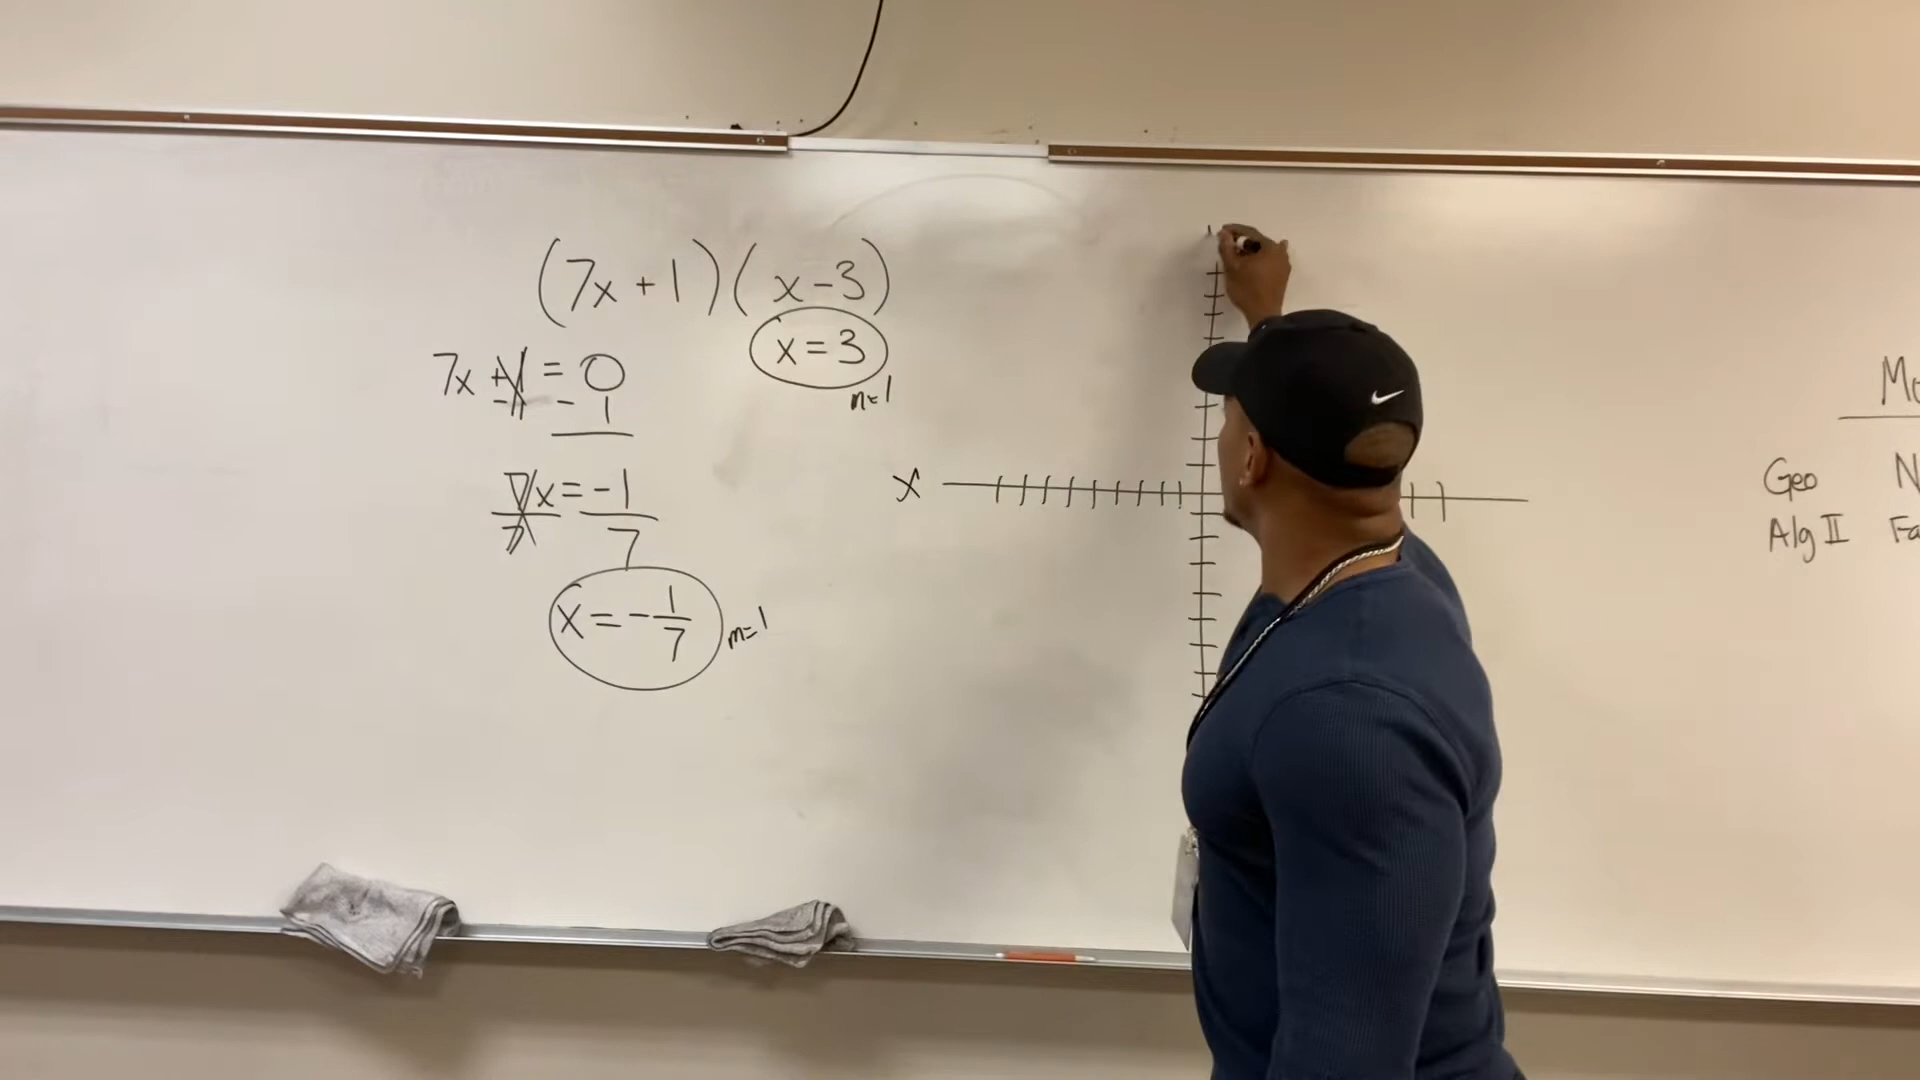 (7x+1)(x-3)
x=3
m=1
7x+1=0
-1 -1
7x=-1
7 7
x=-1/7
m=1
x
Geo
Alg II